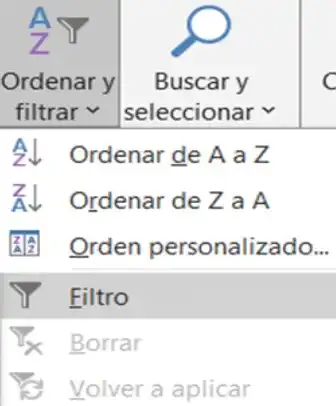 Ordenar y
filtrar
Buscar y
seleccionar
Ordenar de A a Z
Ordenar de Z a A
Orden personalizado...
Filtro
Borrar
Volver a aplicar